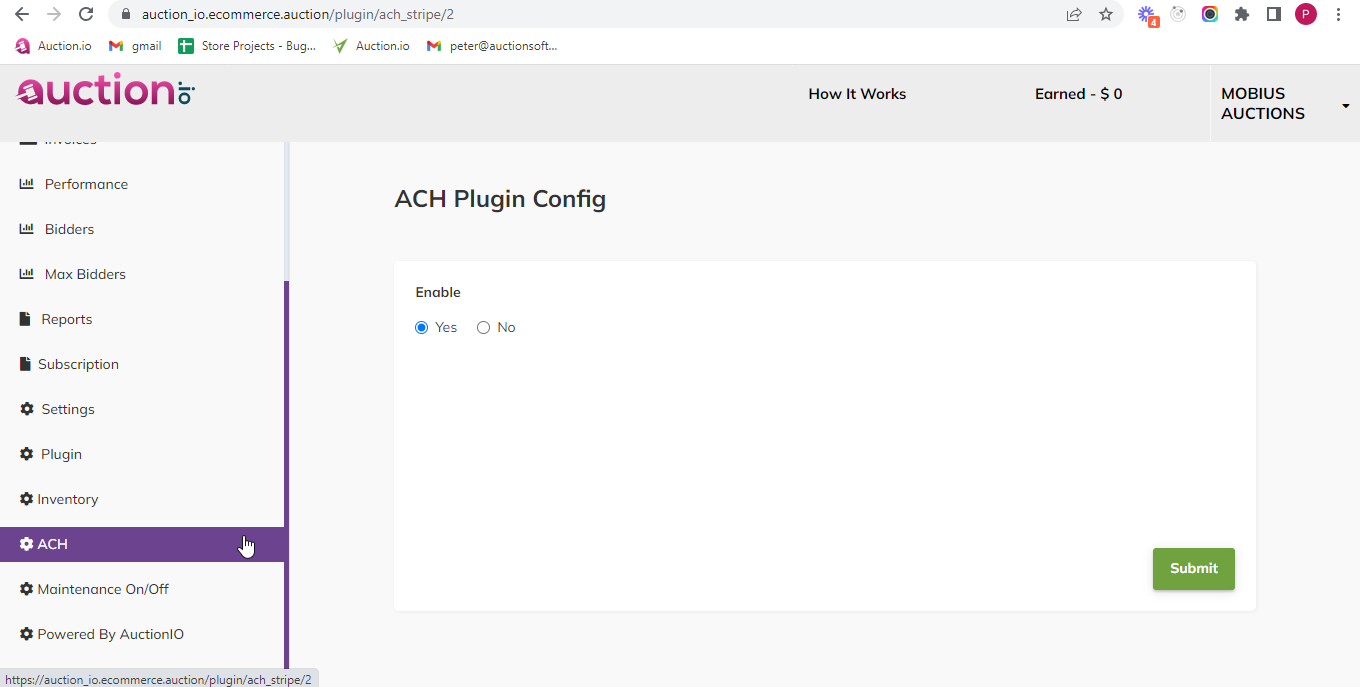 auction_io.ecommerce.auction/plugin/ach_stripe/2
4
P
Auction.io
gmail
Store Projects - Bug...
Auction.io
peter@auctionsoft...
auction io
How It Works
Earned - $ 0
MOBIUS
AUCTIONS
Invoices
Performance
Bidders
Max Bidders
Reports
Subscription
Settings
Plugin
Inventory
ACH
Maintenance On/Off
Powered By AuctionIO
ACH Plugin Config
Enable
Yes No
Submit
https://auction_io.ecommerce.auction/plugin/ach_stripe/2